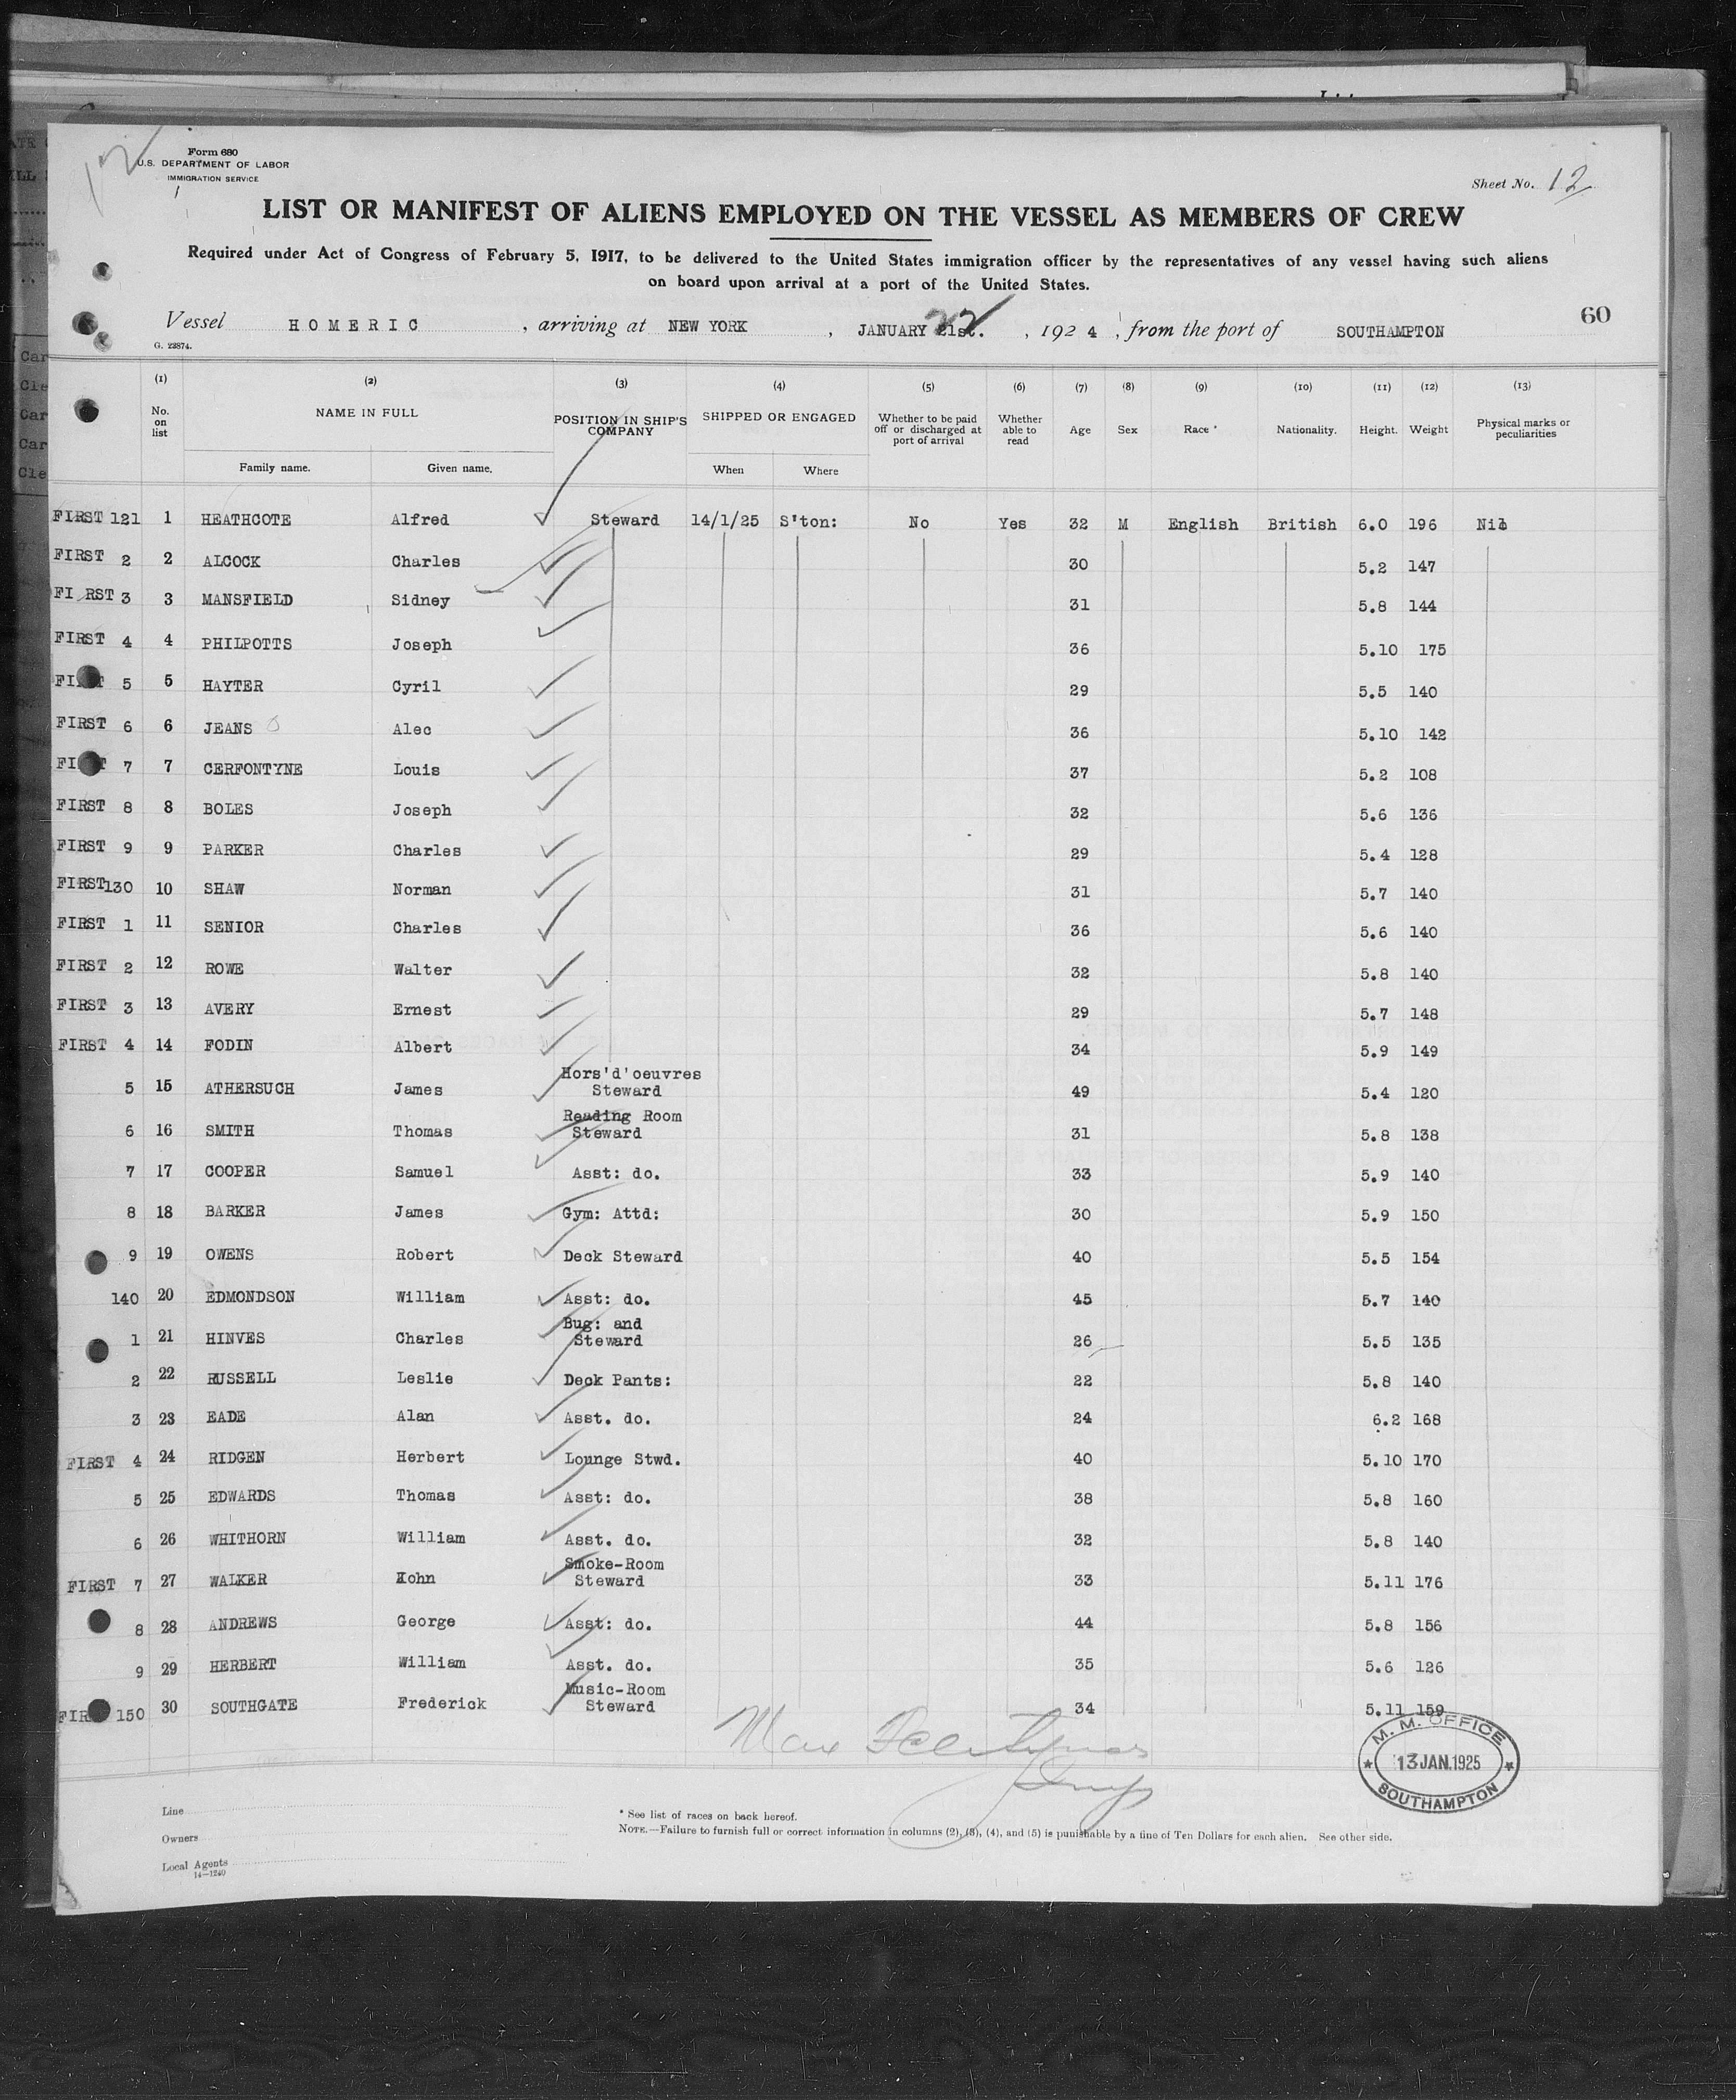 12
Form 680
U.S. DEPARTMENT OF LABOR
IMMIGRATION SERVICE
Sheet No. 12
LIST OR MANIFEST OF ALIENS EMPLOYED ON THE VESSEL AS MEMBERS OF CREW
Required under Act of Congress of February 5, 1917, to be delivered to the United States immigration officer by the representatives of any vessel having such aliens
on board upon arrival at a port of the United States.
60
Vessel HOMERIC, arriving at NEW YORK, JANUARY 21st. 22, 1924, from the port of SOUTHAMPTON
G. 23874.
(1) (2) (3) (4) (5) (6) (7) (8) (9) (10) (11) (12) (13)
No. on list NAME IN FULL POSITION IN SHIP'S COMPANY SHIPPED OR ENGAGED Whether to be paid off or discharged at port of arrival Whether able to read Age Sex Race * Nationality. Height. Weight Physical marks or peculiarities
Family name. Given name. When Where
FIRST 121 1 HEATHCOTE Alfred Steward 14/1/25 S'ton: No Yes 32 M English British 6.0 196 Nil
FIRST 2 2 ALCOCK Charles 30 5.2 147
FI RST 3 3 MANSFIELD Sidney 31 5.8 144
FIRST 4 4 PHILPOTTS Joseph 36 5.10 175
FI T 5 5 HAYTER Cyril 29 5.5 140
FIRST 6 6 JEANS Alec 36 5.10 142
FI T 7 7 CERFONTYNE Louis 37 5.2 108
FIRST 8 8 BOLES Joseph 32 5.6 136
FIRST 9 9 PARKER Charles 29 5.4 128
FIRST 130 10 SHAW Norman 31 5.7 140
FIRST 1 11 SENIOR Charles 36 5.6 140
FIRST 2 12 ROWE Walter 32 5.8 140
FIRST 3 13 AVERY Ernest 29 5.7 148
FIRST 4 14 FODIN Albert 34 5.9 149
5 15 ATHERSUCH James Hors'd'oeuvres Steward 49 5.4 120
6 16 SMITH Thomas Reading Room Steward 31 5.8 138
7 17 COOPER Samuel Asst: do. 33 5.9 140
8 18 BARKER James Gym: Attd: 30 5.9 150
9 19 OWENS Robert Deck Steward 40 5.5 154
140 20 EDMONDSON William Asst: do. 45 5.7 140
1 21 HINVES Charles Bug: and Steward 26 5.5 135
2 22 RUSSELL Leslie Deck Pants: 22 5.8 140
3 23 EADE Alan Asst. do. 24 6.2 168
FIRST 4 24 RIDGEN Herbert Lounge Stwd. 40 5.10 170
5 25 EDWARDS Thomas Asst: do. 38 5.8 160
6 26 WHITHORN William Asst. do. 32 5.8 140
FIRST 7 27 WALKER John Smoke-Room Steward 33 5.11 176
8 28 ANDREWS George Asst: do. 44 5.8 156
9 29 HERBERT William Asst. do. 35 5.6 126
FIR 150 30 SOUTHGATE Frederick Music-Room Steward 34 5.11 159
M. M. OFFICE
13 JAN. 1925
SOUTHAMPTON
Line
Owners
Local Agents
14—1240
* See list of races on back hereof.
NOTE.—Failure to furnish full or correct information in columns (2), (3), (4), and (5) is punishable by a fine of Ten Dollars for each alien. See other side.